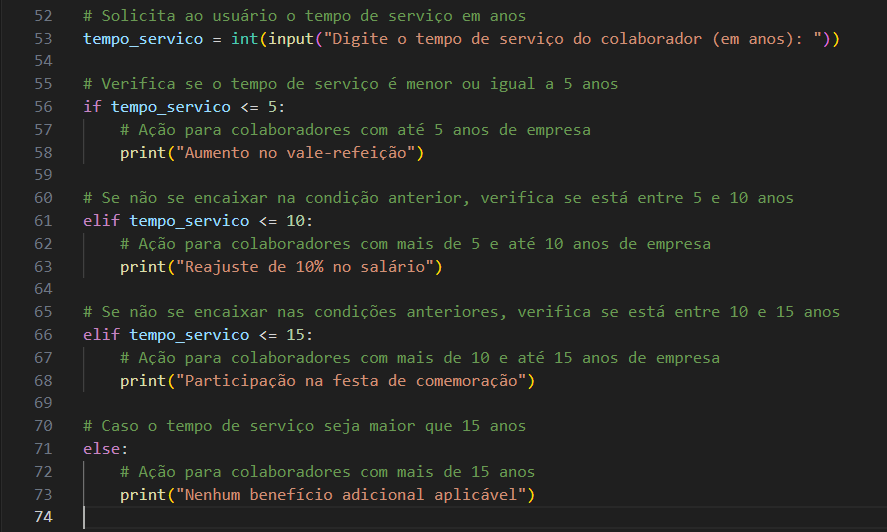 52 # Solicita ao usuário o tempo de serviço em anos
53 tempo_servico = int(input("Digite o tempo de serviço do colaborador (em anos): "))
54
55 # Verifica se o tempo de serviço é menor ou igual a 5 anos
56 if tempo_servico <= 5:
57     # Ação para colaboradores com até 5 anos de empresa
58     print("Aumento no vale-refeição")
59
60 # Se não se encaixar na condição anterior, verifica se está entre 5 e 10 anos
61 elif tempo_servico <= 10:
62     # Ação para colaboradores com mais de 5 e até 10 anos de empresa
63     print("Reajuste de 10% no salário")
64
65 # Se não se encaixar nas condições anteriores, verifica se está entre 10 e 15 anos
66 elif tempo_servico <= 15:
67     # Ação para colaboradores com mais de 10 e até 15 anos de empresa
68     print("Participação na festa de comemoração")
69
70 # Caso o tempo de serviço seja maior que 15 anos
71 else:
72     # Ação para colaboradores com mais de 15 anos
73     print("Nenhum benefício adicional aplicável")
74